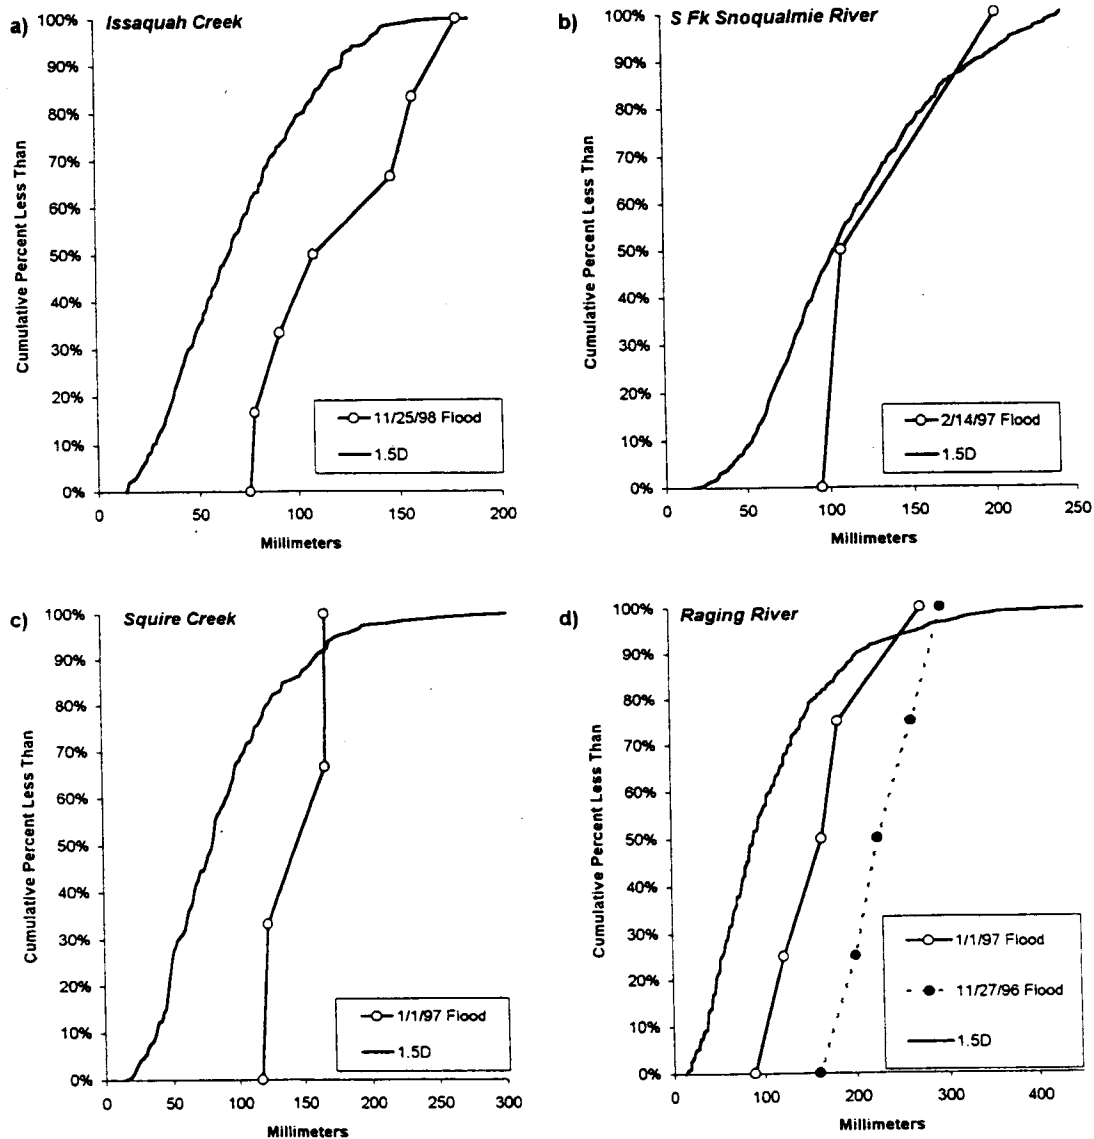 a) Issaquah Creek
100%
90%
80%
70%
60%
50%
40%
30%
20%
10%
0%
Cumulative Percent Less Than
11/25/98 Flood
1.5D
0 50 100 150 200
Millimeters
b) S Fk Snoqualmie River
100%
90%
80%
70%
60%
50%
40%
30%
20%
10%
0%
Cumulative Percent Less Than
2/14/97 Flood
1.5D
0 50 100 150 200 250
Millimeters
c) Squire Creek
100%
90%
80%
70%
60%
50%
40%
30%
20%
10%
0%
Cumulative Percent Less Than
1/1/97 Flood
1.5D
0 50 100 150 200 250 300
Millimeters
d) Raging River
100%
90%
80%
70%
60%
50%
40%
30%
20%
10%
0%
Cumulative Percent Less Than
1/1/97 Flood
11/27/96 Flood
1.5D
0 100 200 300 400
Millimeters